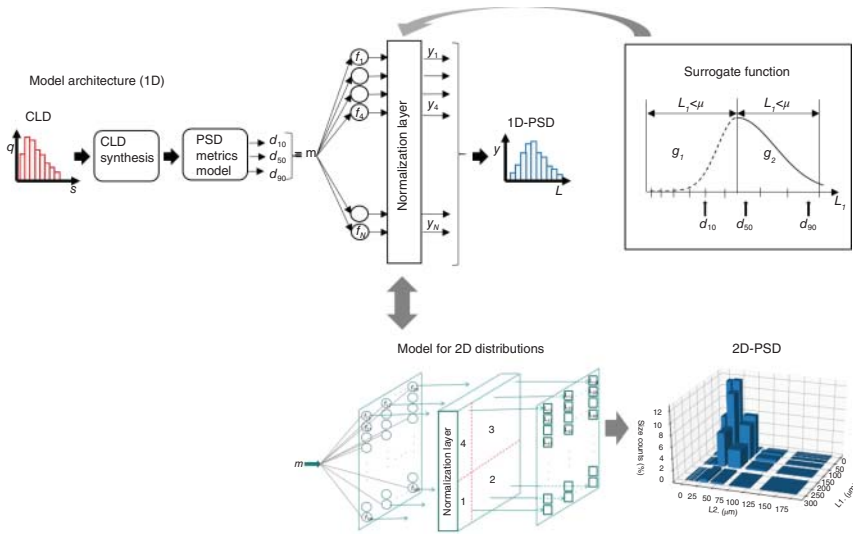 Model architecture (1D)
CLD
q
s
CLD
synthesis
PSD
metrics
model
d10
d50
d90
≡ m
f1
f4
fN
Normalization layer
y1
y4
yN
1D-PSD
y
L
Surrogate function
L1<μ
L1<μ
g1
g2
L1
d10
d50
d90
Model for 2D distributions
m
Normalization layer
4
3
1
2
2D-PSD
Size counts (%)
12
10
8
6
4
2
0
0 25 50 75 100 125 150 175
L2. (μm)
0
50
100
150
200
250
300
L1. (μm)